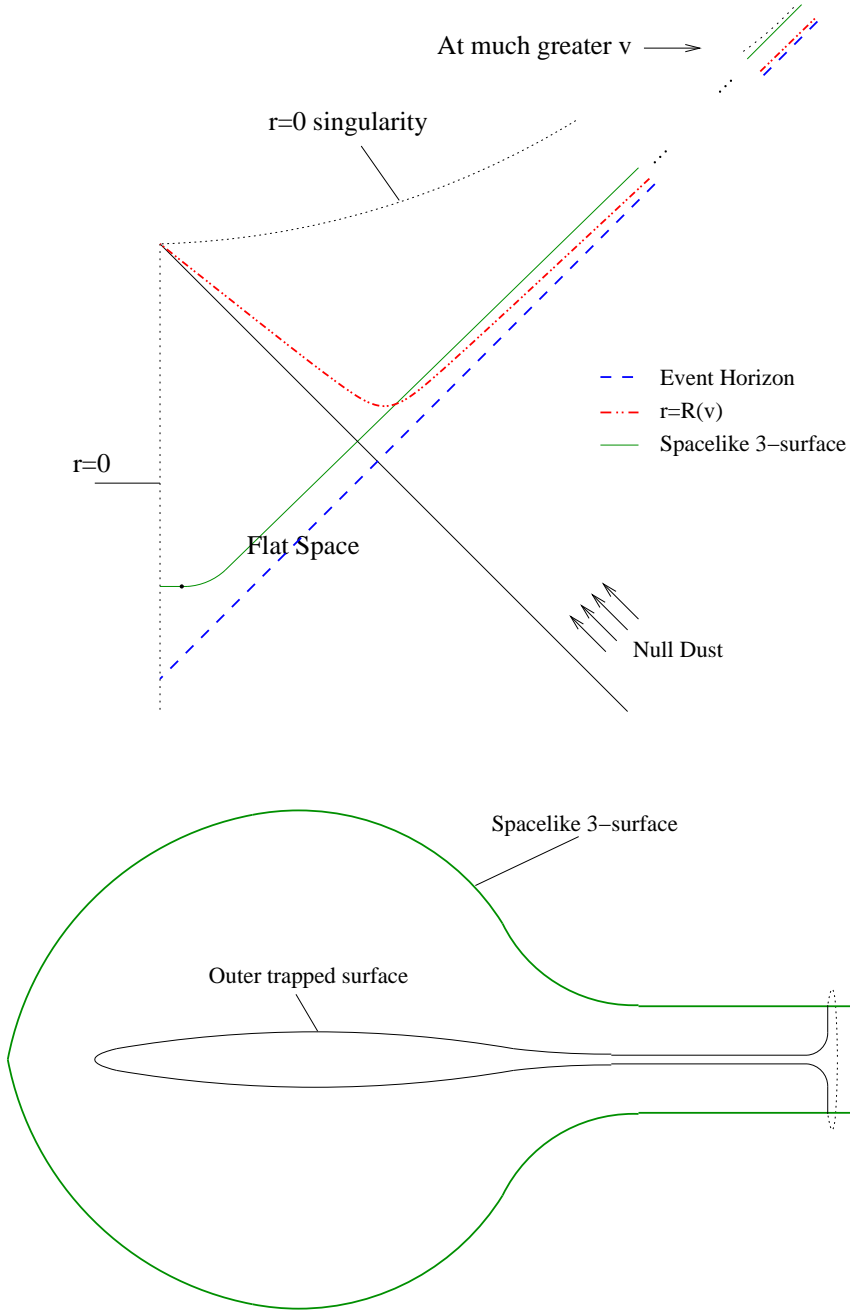 At much greater v
r=0 singularity
Event Horizon
r=R(v)
Spacelike 3−surface
r=0
Flat Space
Null Dust
Spacelike 3−surface
Outer trapped surface